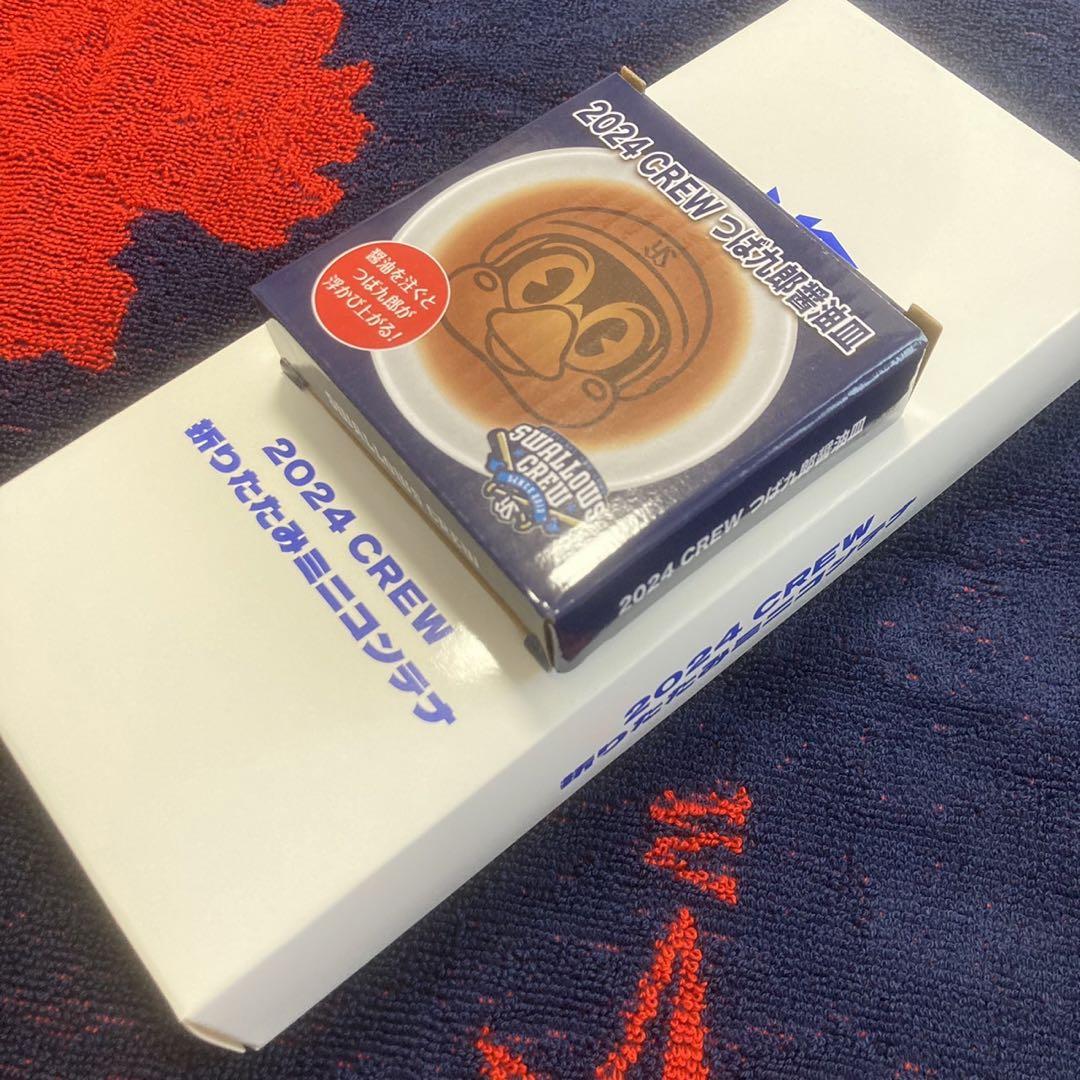 2024 CREW つば九郎醤油皿
醤油を注ぐと
つば九郎が
浮かび上がる!
YS
SWALLOWS
CREW
YS
2024 CREW つば九郎醤油皿
2024 CREW
折りたたみミニコンテナ
2024 CREW
折りたたみミニコンテナ